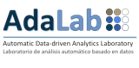 AdaLab
Automatic Data-driven Analytics Laboratory
Laboratorio de análisis automático basado en datos